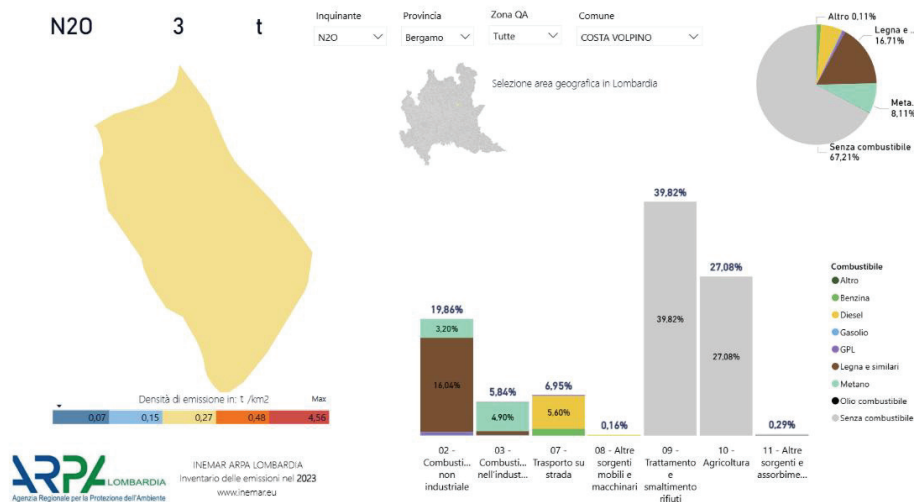 N2O 3 t
Inquinante
N2O
Provincia
Bergamo
Zona QA
Tutte
Comune
COSTA VOLPINO
Selezione area geografica in Lombardia
Altro 0,11%
Legna e ...
16,71%
Meta...
8,11%
Senza combustibile
67,21%
Densità di emissione in: t /km2 Max
0,07 0,15 0,27 0,48 4,56
19,86%
3,20%
16,04%
5,84%
4,90%
6,95%
5,60%
0,16%
39,82%
39,82%
27,08%
27,08%
0,29%
02 -
Combusti...
non
industriale
03 -
Combust...
nell'indust...
07 -
Trasporto su
strada
08 - Altre
sorgenti
mobili e
macchinari
09 -
Trattamento
e
smaltimento
rifiuti
10 -
Agricoltura
11 - Altre
sorgenti e
assorbime...
Combustibile
Altro
Benzina
Diesel
Gasolio
GPL
Legna e similari
Metano
Olio combustibile
Senza combustibile
ARPA LOMBARDIA
Agenzia Regionale per la Protezione dell'Ambiente
INEMAR ARPA LOMBARDIA
Inventario delle emissioni nel 2023
www.inemar.eu